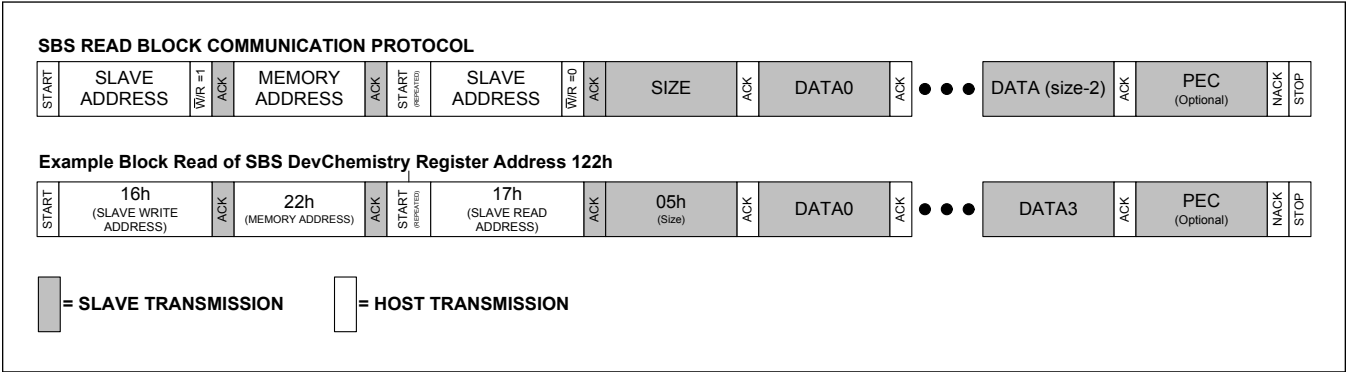 SBS READ BLOCK COMMUNICATION PROTOCOL
START SLAVE ADDRESS W̅/R =1 ACK MEMORY ADDRESS ACK START (REPEATED) SLAVE ADDRESS W̅/R =0 ACK SIZE ACK DATA0 ACK ● ● ● DATA (size-2) ACK PEC (Optional) NACK STOP
Example Block Read of SBS DevChemistry Register Address 122h
START 16h (SLAVE WRITE ADDRESS) ACK 22h (MEMORY ADDRESS) ACK START (REPEATED) 17h (SLAVE READ ADDRESS) ACK 05h (Size) ACK DATA0 ACK ● ● ● DATA3 ACK PEC (Optional) NACK STOP
= SLAVE TRANSMISSION = HOST TRANSMISSION